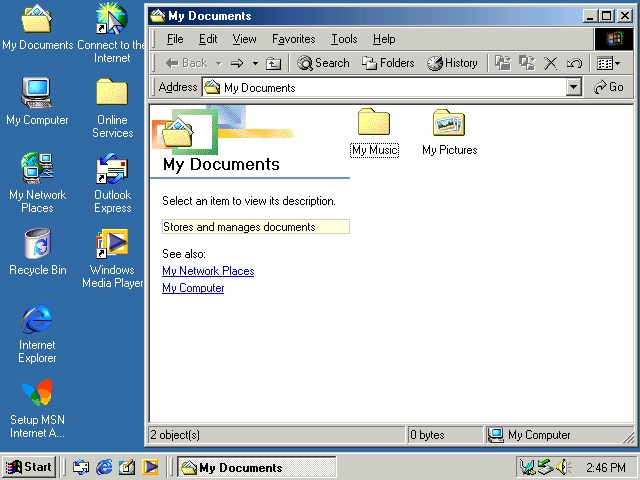 My Documents
Connect to the
Internet
My Computer
Online
Services
My Network
Places
Outlook
Express
Recycle Bin
Windows
Media Player
Internet
Explorer
Setup MSN
Internet A...
My Documents
File Edit View Favorites Tools Help
Back Search Folders History
Address My Documents Go
My Documents
Select an item to view its description.
Stores and manages documents
See also:
My Network Places
My Computer
My Music
My Pictures
2 object(s) 0 bytes My Computer
Start My Documents 2:46 PM